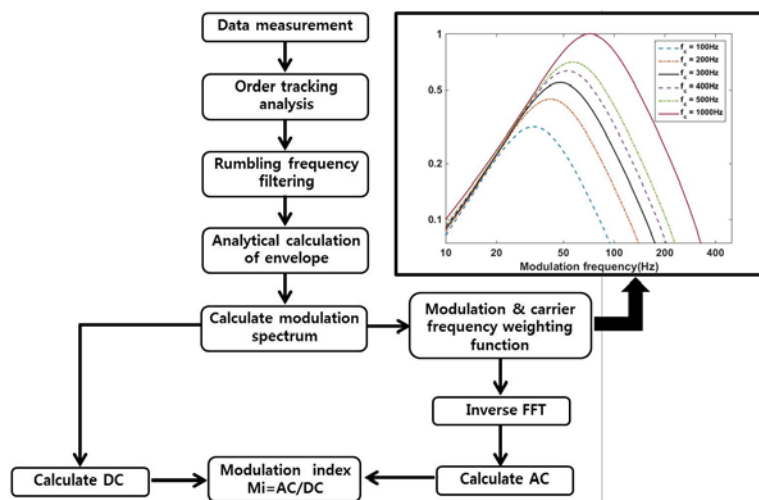 Data measurement
Order tracking
analysis
Rumbling frequency
filtering
Analytical calculation
of envelope
Calculate modulation
spectrum
Modulation & carrier
frequency weighting
function
Inverse FFT
Calculate DC
Modulation index
Mi=AC/DC
Calculate AC
1
0.5
0.2
0.1
10
20
50
100
200
400
Modulation frequency(Hz)
f_c = 100Hz
f_c = 200Hz
f_c = 300Hz
f_c = 400Hz
f_c = 500Hz
f_c = 1000Hz